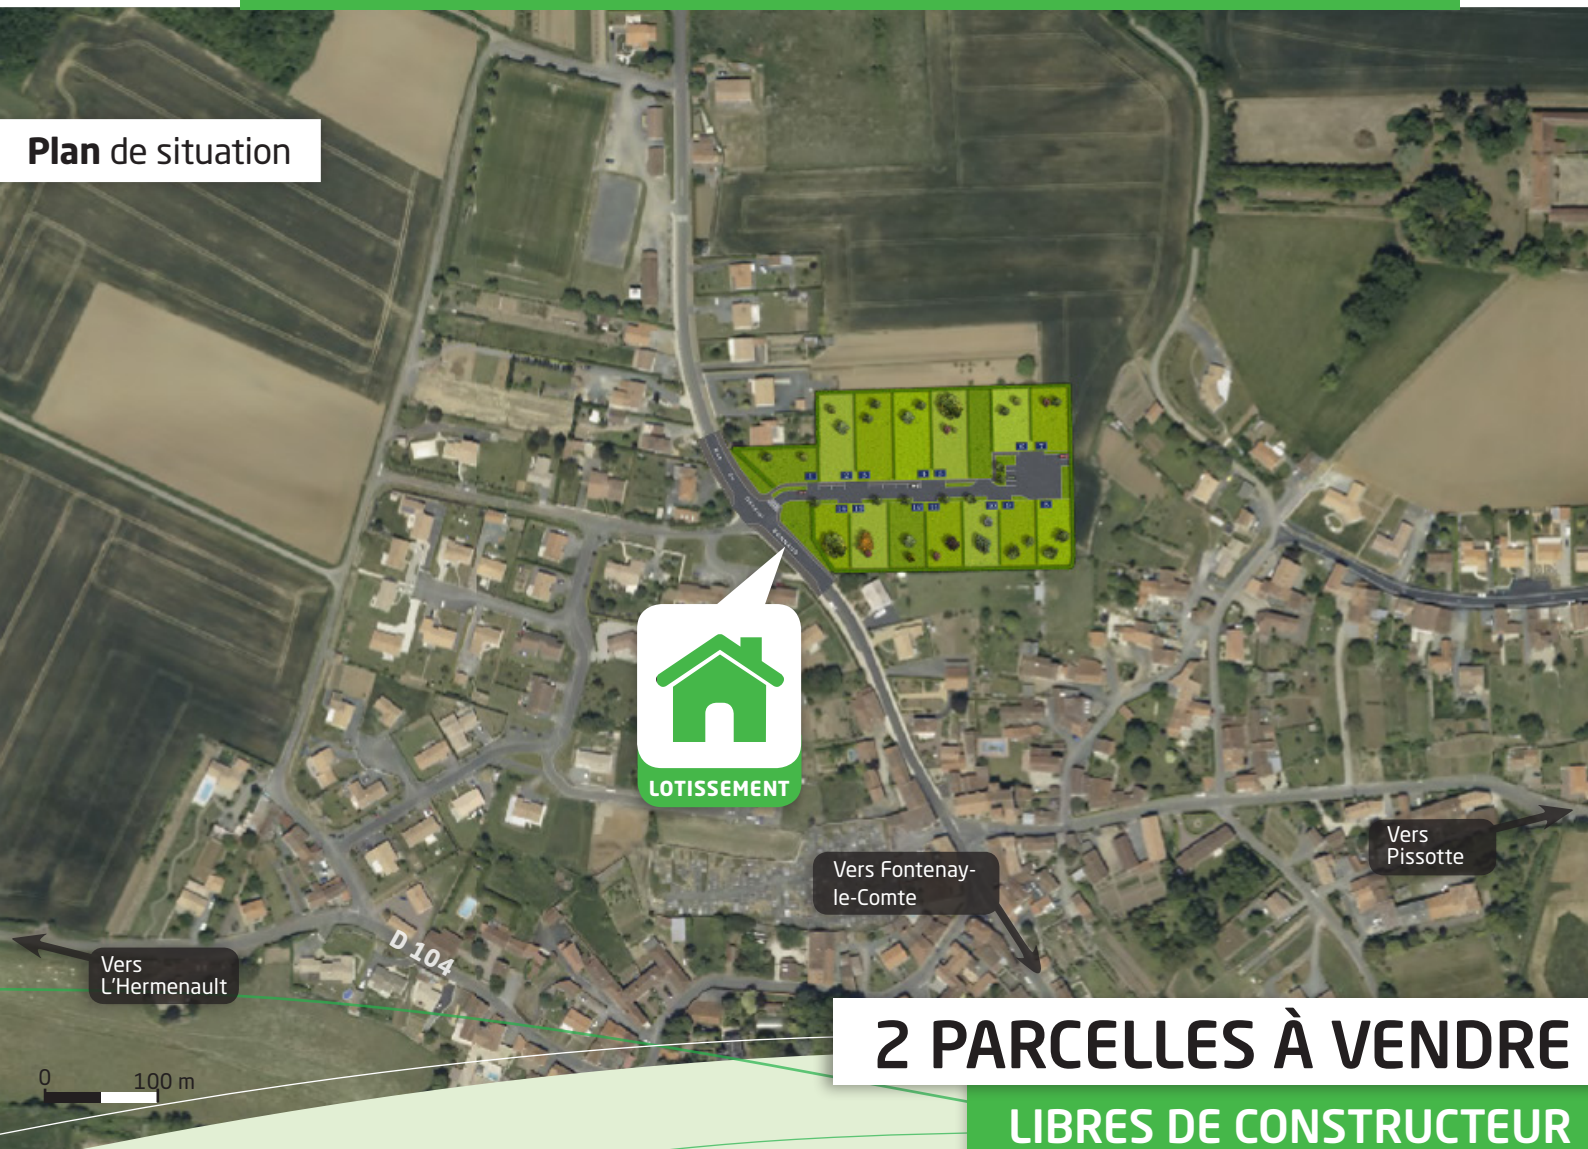 Plan de situation
LOTISSEMENT
Vers
Pissotte
Vers Fontenay-
le-Comte
D 104
Vers
L'Hermenault
0 100 m
2 PARCELLES À VENDRE
LIBRES DE CONSTRUCTEUR